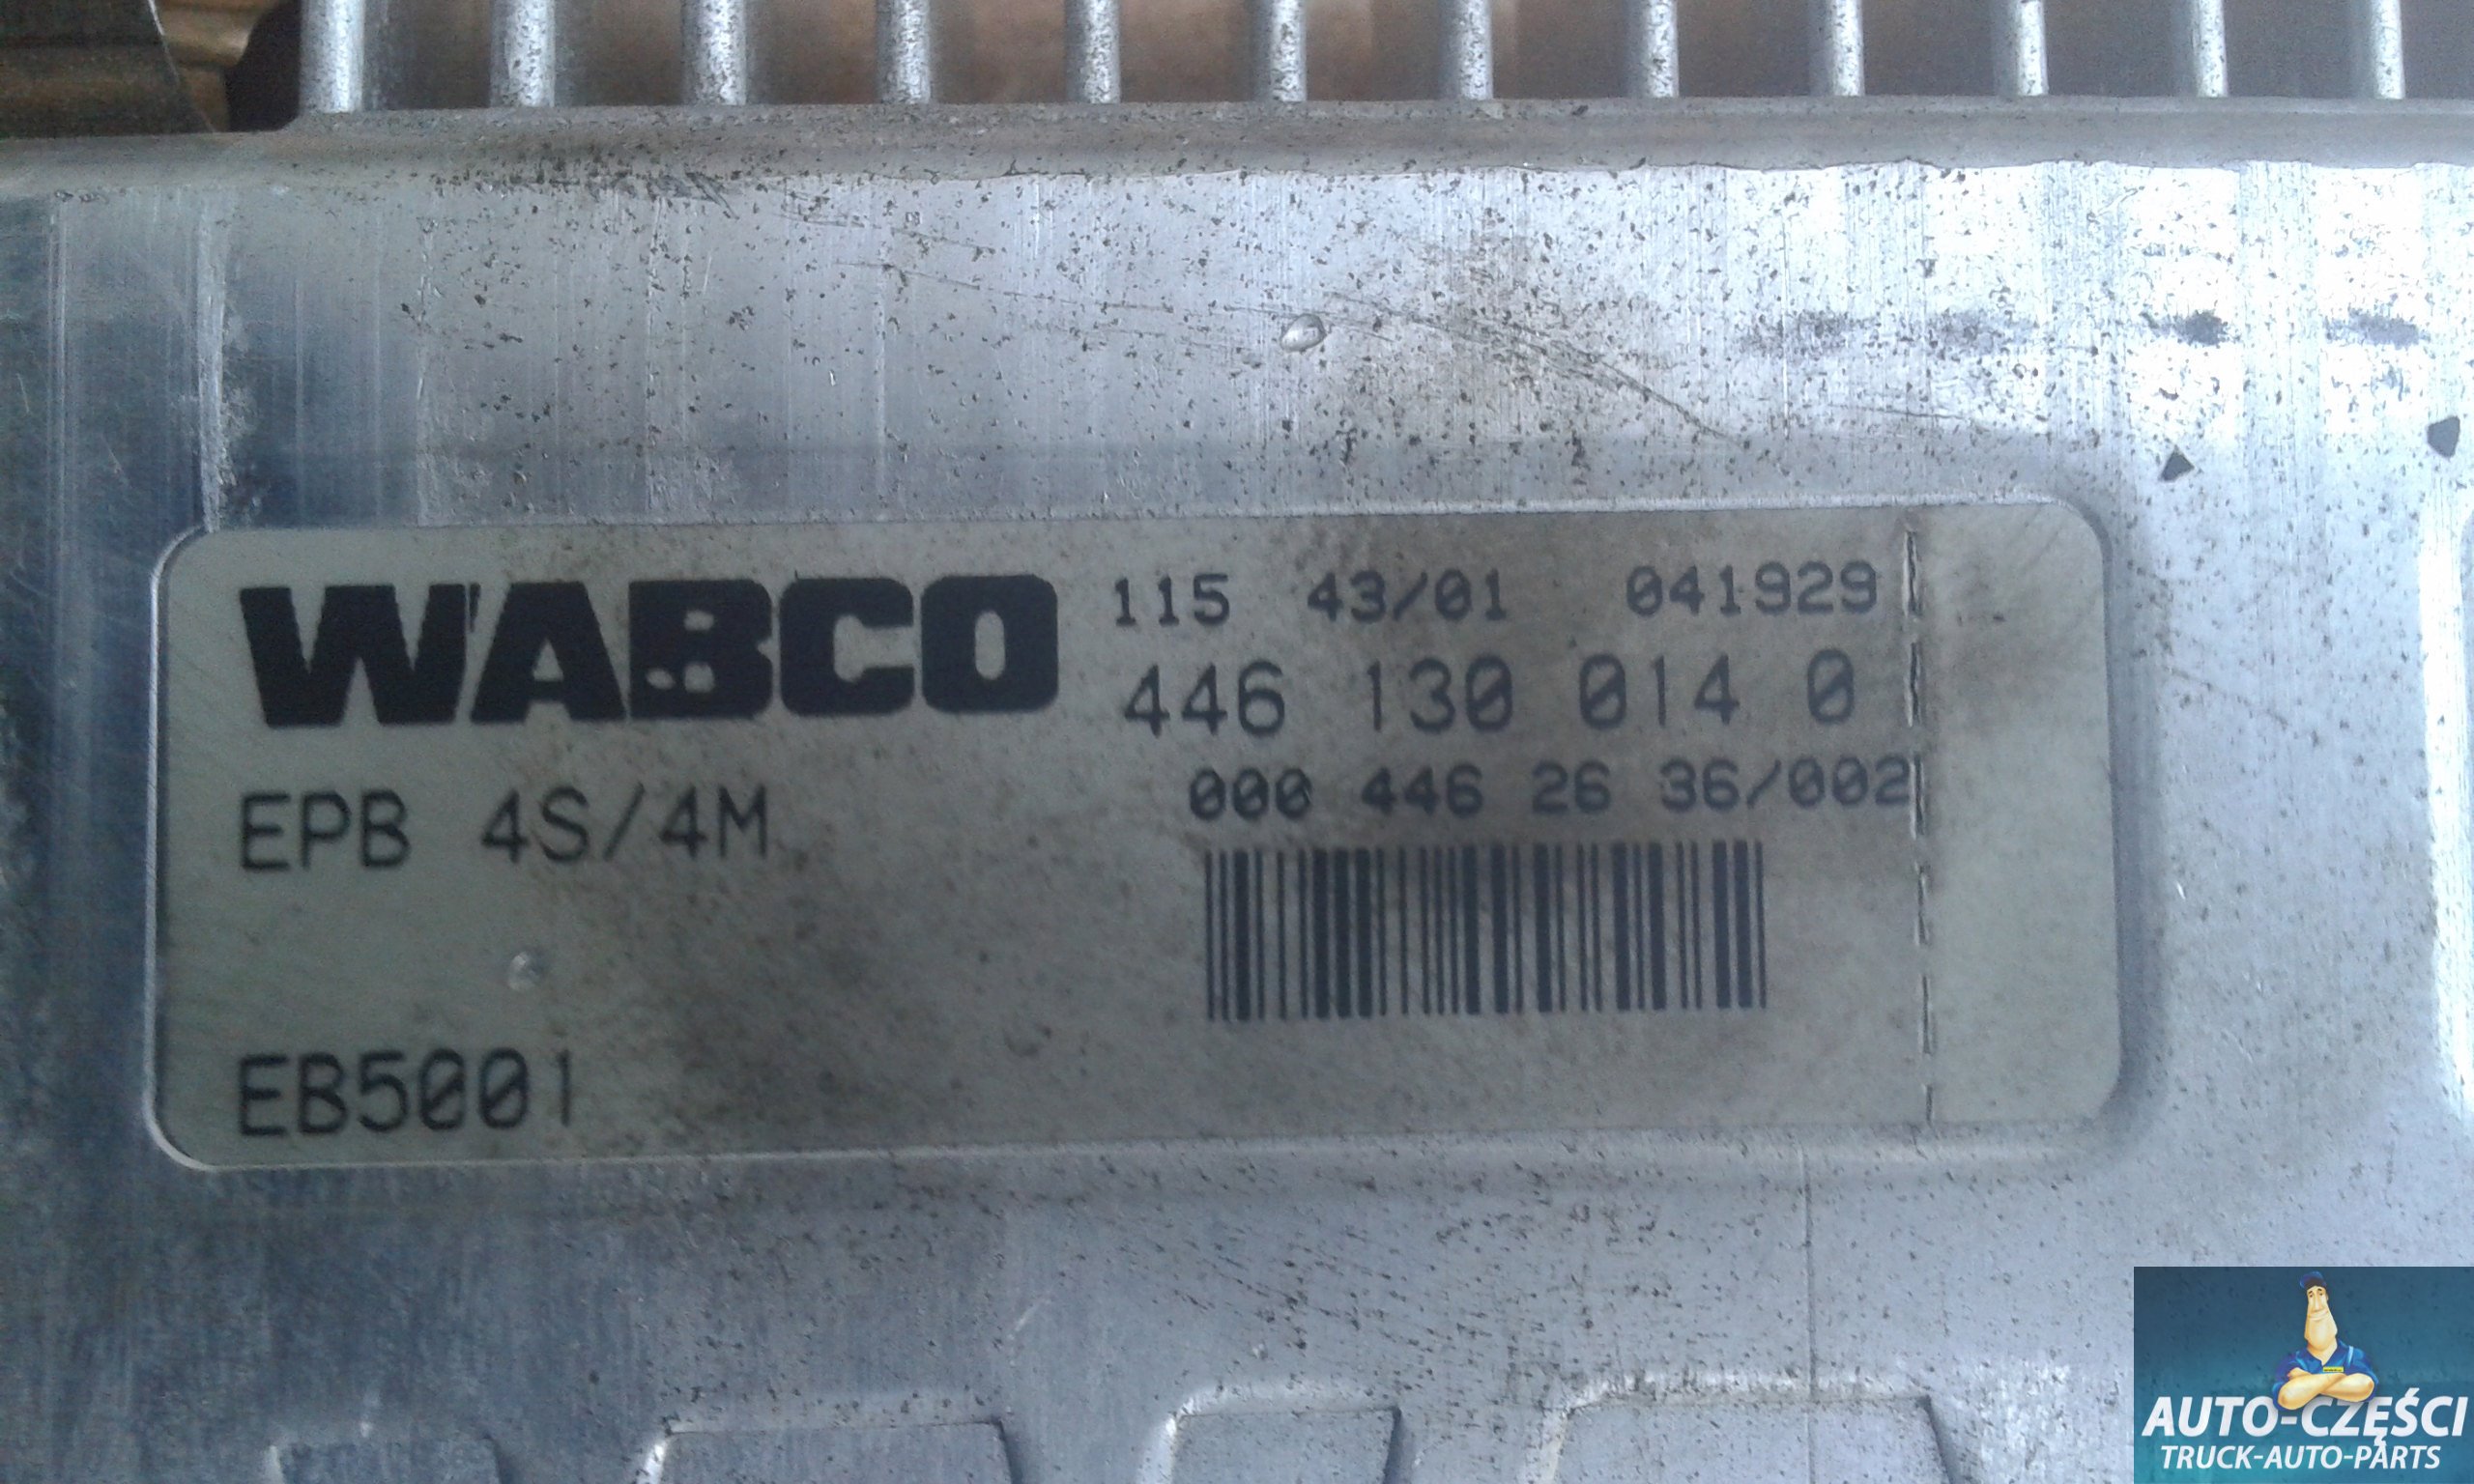 WABCO
115 43/01 041929
446 130 014 0
000 446 26 36/002
EPB 4S/4M
EB5001
AUTO-CZĘŚCI
TRUCK-AUTO-PARTS